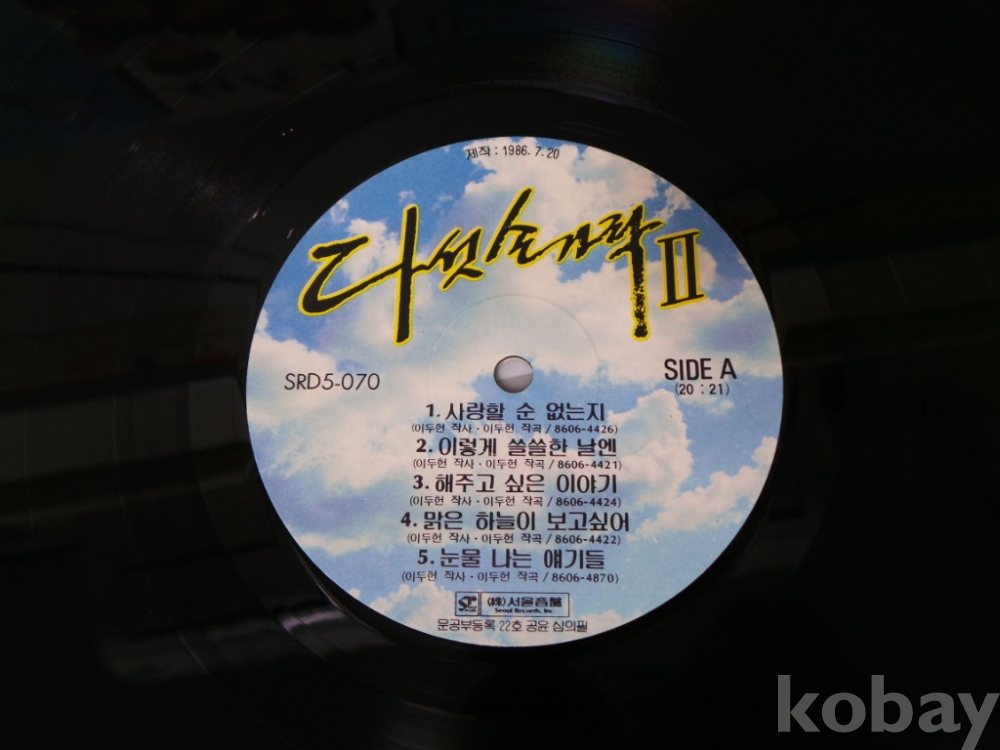 제작 : 1986. 7. 20
다섯손가락 II
SRD5-070
SIDE A
(20 : 21)
1. 사랑할 순 없는지
(이두헌 작사 · 이두헌 작곡 / 8606-4426)
2. 이렇게 쓸쓸한 날엔
(이두헌 작사 · 이두헌 작곡 / 8606-4421)
3. 해주고 싶은 이야기
(이두헌 작사 · 이두헌 작곡 / 8606-4424)
4. 맑은 하늘이 보고싶어
(이두헌 작사 · 이두헌 작곡 / 8606-4422)
5. 눈물 나는 얘기들
(이두헌 작사 · 이두헌 작곡 / 8606-4870)
(株)서울音盤
Seoul Records, Inc.
문공부등록 22호 공윤 심의필
kobay